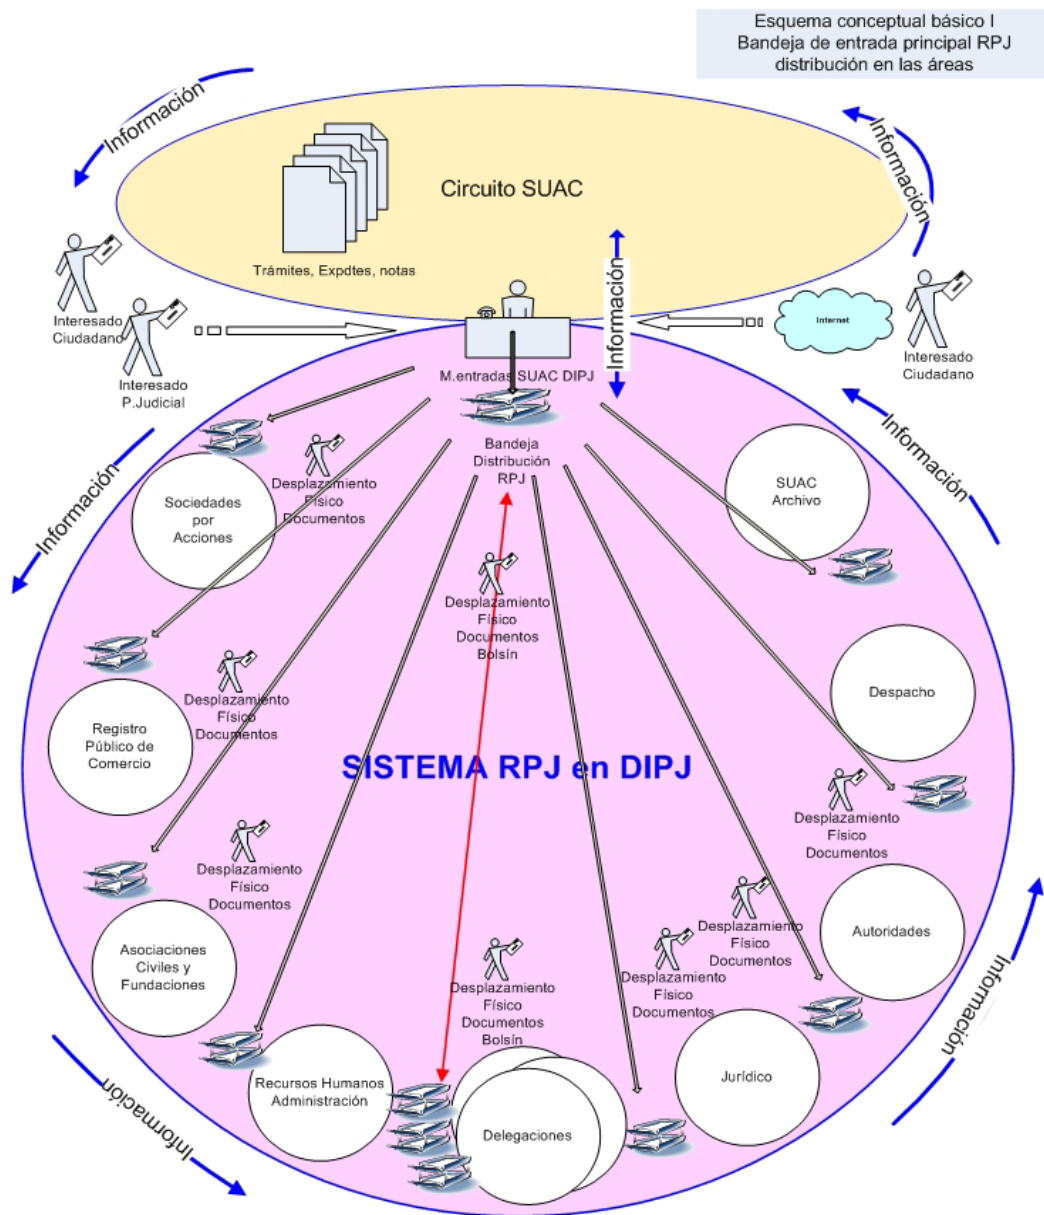 Esquema conceptual básico I
Bandeja de entrada principal RPJ
distribución en las áreas
Información
Información
Circuito SUAC
Trámites, Expdtes, notas
Información
Interesado
Ciudadano
Interesado
P.Judicial
Internet
Interesado
Ciudadano
M.entradas SUAC DIPJ
Bandeja
Distribución
RPJ
Información
Información
Sociedades
por
Acciones
Desplazamiento
Físico
Documentos
SUAC
Archivo
Desplazamiento
Físico
Documentos
Bolsín
Registro
Público de
Comercio
Desplazamiento
Físico
Documentos
Despacho
SISTEMA RPJ en DIPJ
Desplazamiento
Físico
Documentos
Desplazamiento
Físico
Documentos
Asociaciones
Civiles y
Fundaciones
Autoridades
Desplazamiento
Físico
Documentos
Desplazamiento
Físico
Documentos
Desplazamiento
Físico
Documentos
Bolsín
Información
Información
Recursos Humanos
Administración
Delegaciones
Jurídico